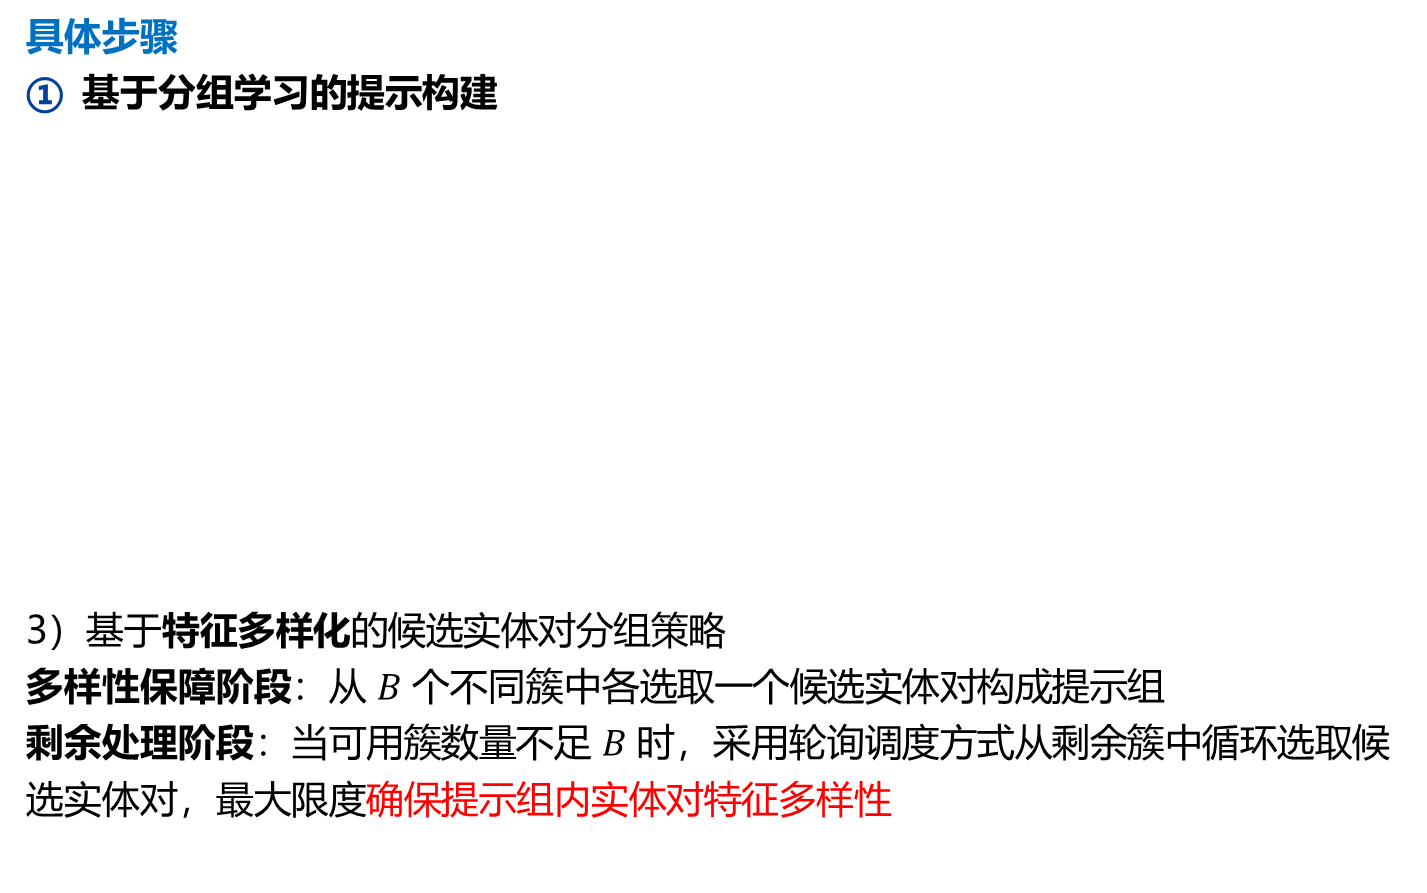 具体步骤
① 基于分组学习的提示构建
3）基于特征多样化的候选实体对分组策略
多样性保障阶段：从 B 个不同簇中各选取一个候选实体对构成提示组
剩余处理阶段：当可用簇数量不足 B 时，采用轮询调度方式从剩余簇中循环选取候
选实体对，最大限度确保提示组内实体对特征多样性